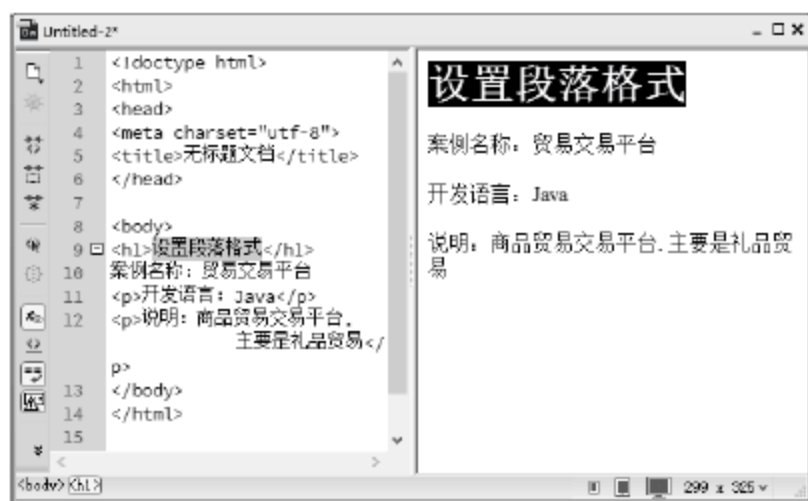 Untitled-2*
1 <!doctype html>
2 <html>
3 <head>
4 <meta charset="utf-8">
5 <title>无标题文档</title>
6 </head>
7
8 <body>
9 <h1>设置段落格式</h1>
10 案例名称：贸易交易平台
11 <p>开发语言：Java</p>
12 <p>说明：商品贸易交易平台.
主要是礼品贸易</
p>
13 </body>
14 </html>
15
设置段落格式
案例名称：贸易交易平台
开发语言：Java
说明：商品贸易交易平台.主要是礼品贸
易
<body> <h1>
299 x 325